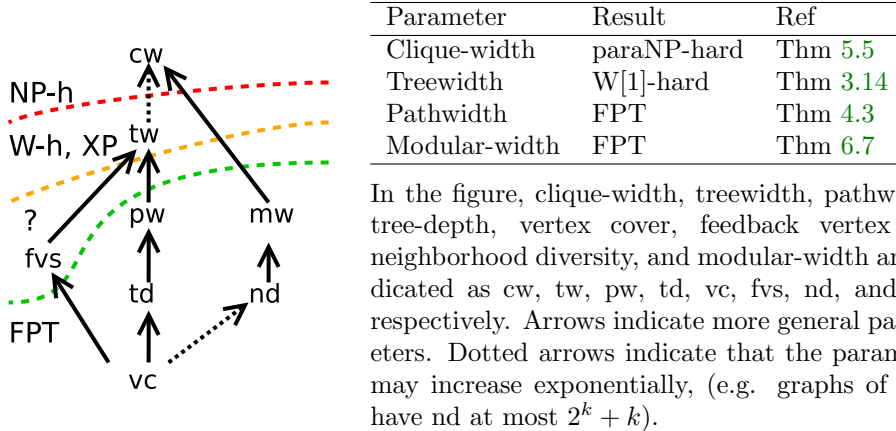 cw
NP-h
W-h, XP
tw
?
pw
mw
fvs
td
nd
FPT
vc
Parameter Result Ref
Clique-width paraNP-hard Thm 5.5
Treewidth W[1]-hard Thm 3.14
Pathwidth FPT Thm 4.3
Modular-width FPT Thm 6.7
In the figure, clique-width, treewidth, pathw
tree-depth, vertex cover, feedback vertex
neighborhood diversity, and modular-width ar
dicated as cw, tw, pw, td, vc, fvs, nd, and
respectively. Arrows indicate more general pa
eters. Dotted arrows indicate that the param
may increase exponentially, (e.g. graphs of
have nd at most 2^k + k).